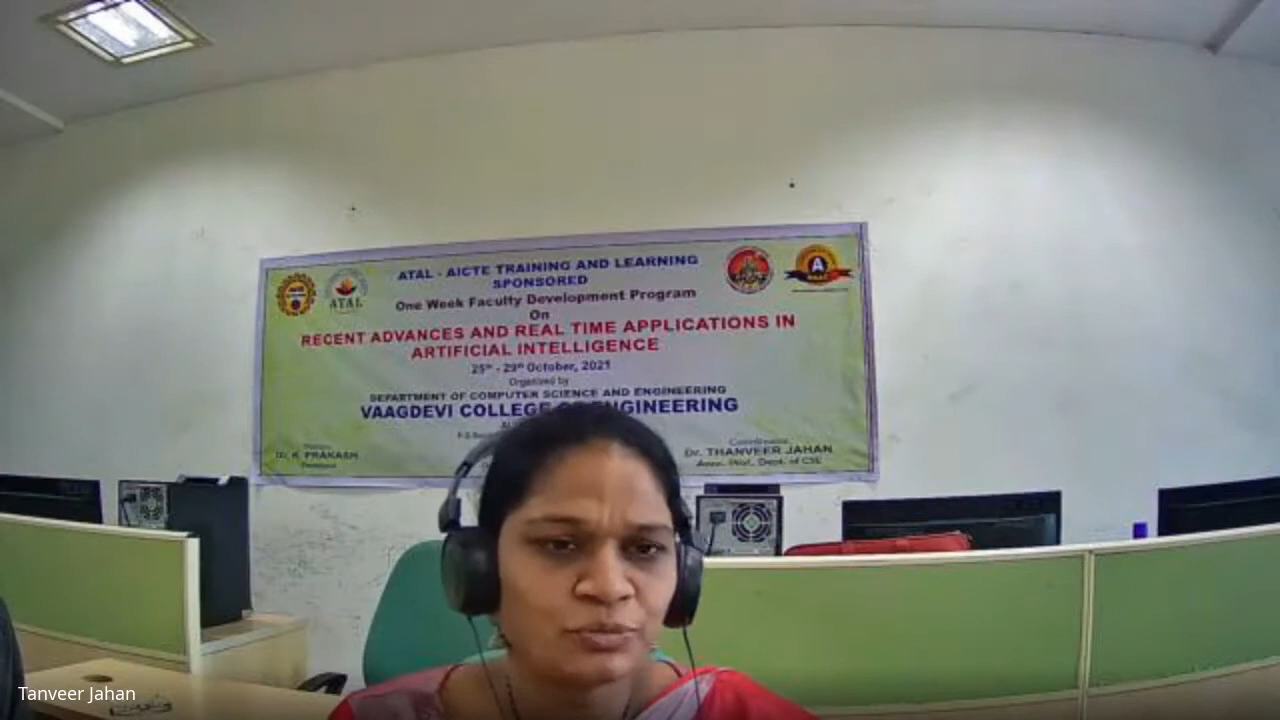 ATAL - AICTE TRAINING AND LEARNING
SPONSORED
One Week Faculty Development Program
On
RECENT ADVANCES AND REAL TIME APPLICATIONS IN
ARTIFICIAL INTELLIGENCE
25th - 29th October, 2021
Organized by
DEPARTMENT OF COMPUTER SCIENCE AND ENGINEERING
VAAGDEVI COLLEGE OF ENGINEERING
ATAL
A
Dr. K. PRAKASH
Coordinator
Dr. THANVEER JAHAN
Asso. Prof., Dept. of CSE
Tanveer Jahan